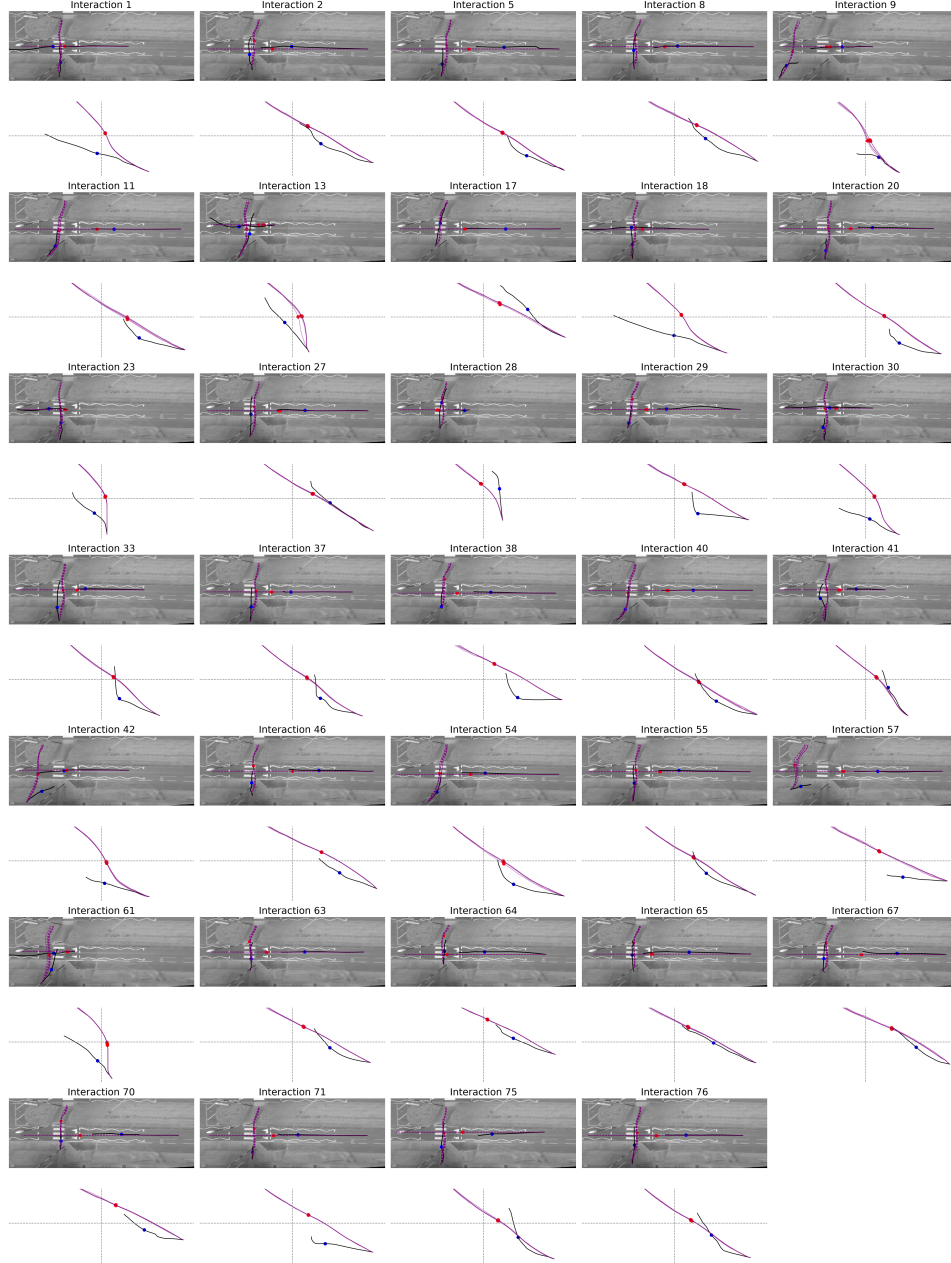 Interaction 1
Interaction 2
Interaction 5
Interaction 8
Interaction 9
Interaction 11
Interaction 13
Interaction 17
Interaction 18
Interaction 20
Interaction 23
Interaction 27
Interaction 28
Interaction 29
Interaction 30
Interaction 33
Interaction 37
Interaction 38
Interaction 40
Interaction 41
Interaction 42
Interaction 46
Interaction 54
Interaction 55
Interaction 57
Interaction 61
Interaction 63
Interaction 64
Interaction 65
Interaction 67
Interaction 70
Interaction 71
Interaction 75
Interaction 76